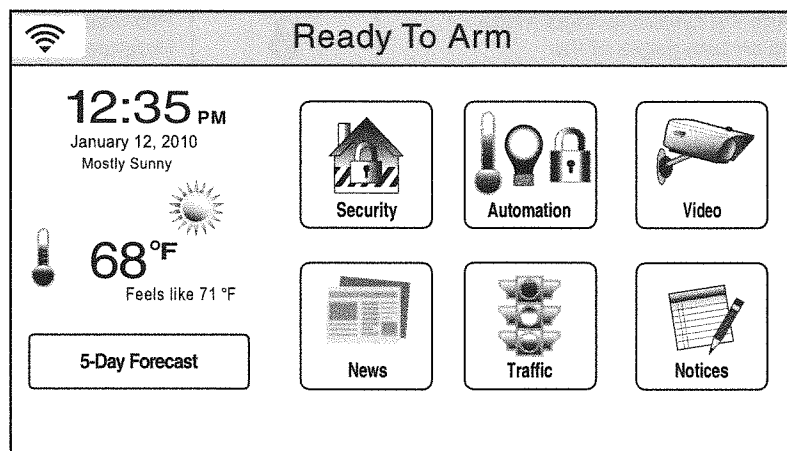 Ready To Arm
12:35 PM
January 12, 2010
Mostly Sunny
68°F
Feels like 71 °F
5-Day Forecast
Security
Automation
Video
News
Traffic
Notices